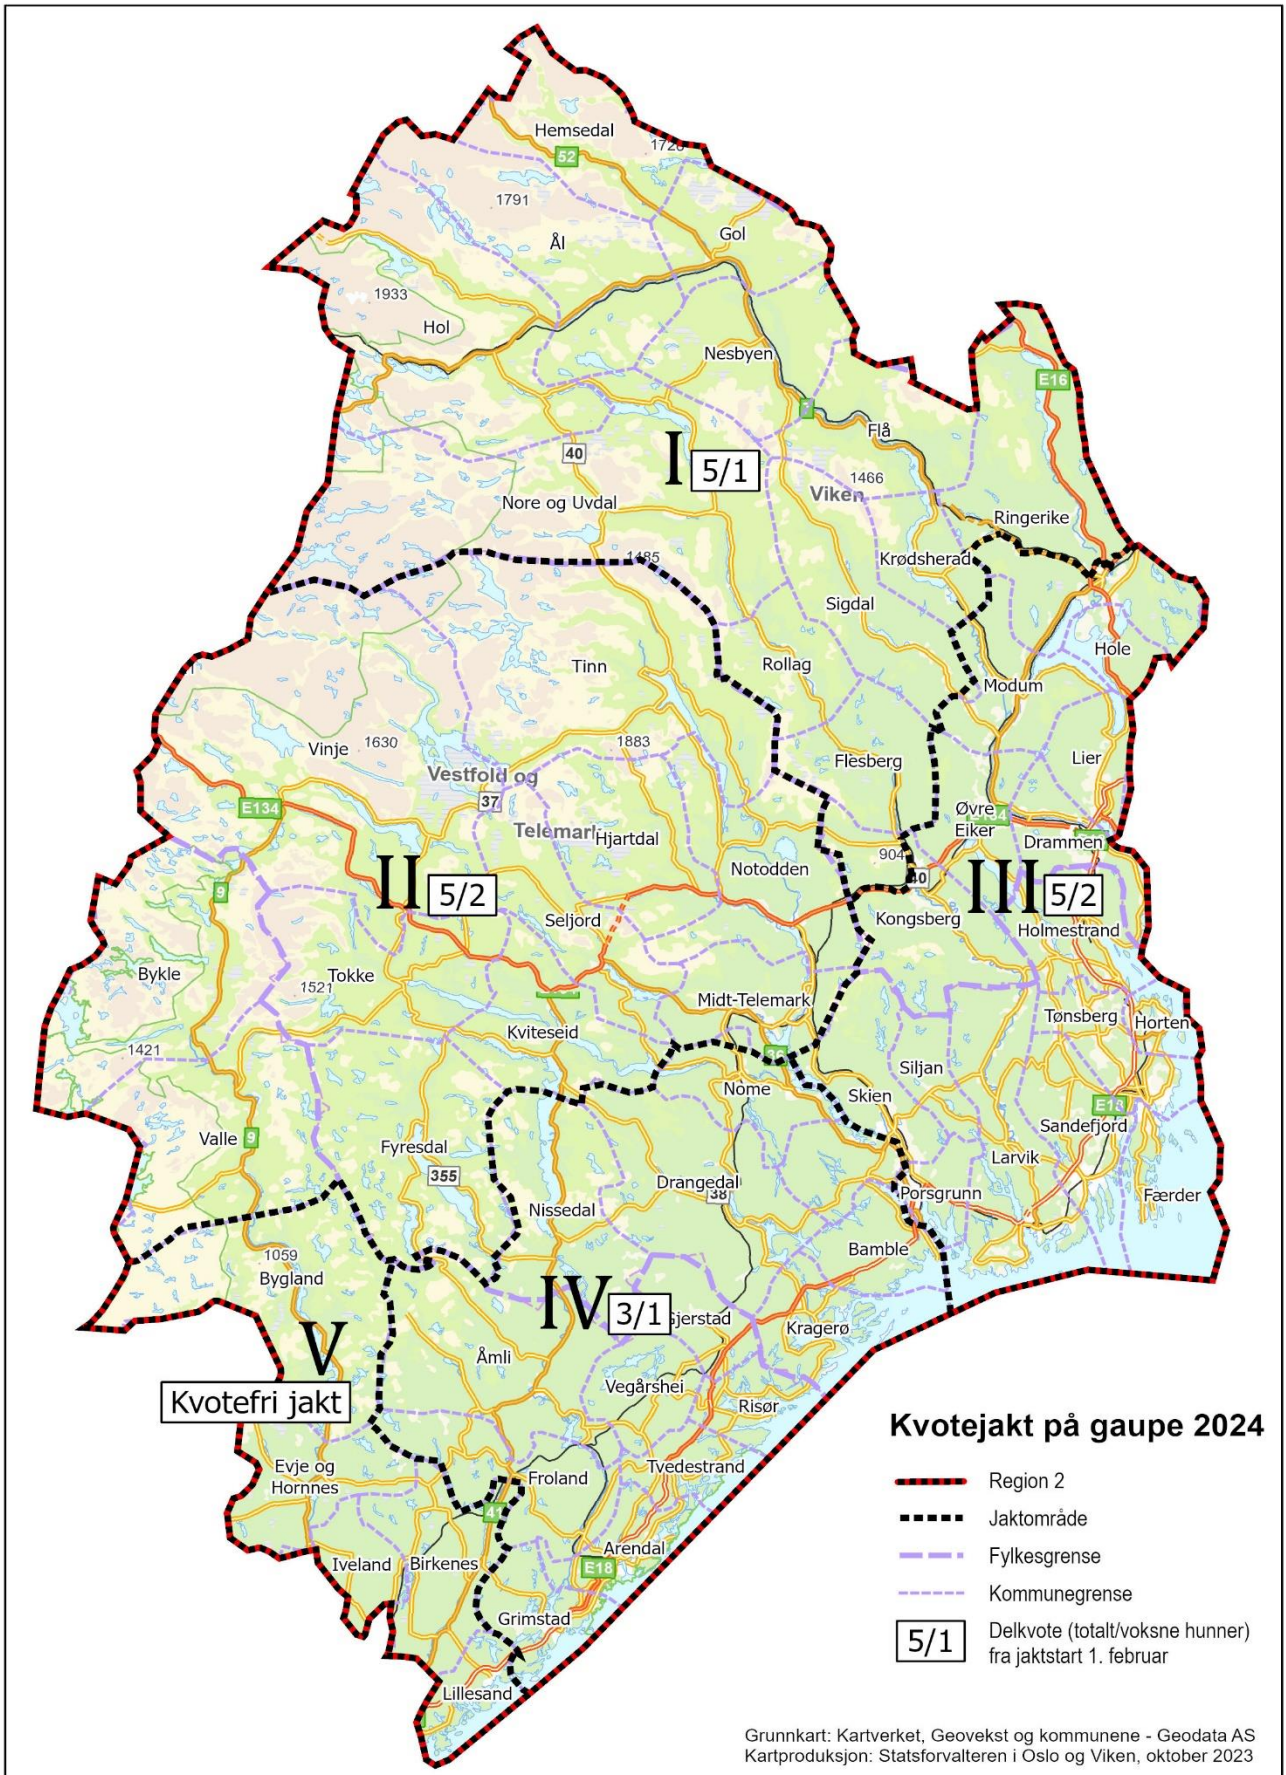 Hemsedal
52
1791
Ål
Gol
1933
Hol
Nesbyen
E16
7
Flå
40
I
5/1
1466
Viken
Nore og Uvdal
Ringerike
1485
Krødsherad
Sigdal
Tinn
Rollag
Hole
Modum
Vinje
1630
1883
Flesberg
Lier
Vestfold og
37
E134
Telemark
Hjartdal
Øvre
Eiker
Drammen
904
Notodden
II
5/2
9
40
III
5/2
Seljord
Kongsberg
Holmestrand
Bykle
Tokke
1521
Midt-Telemark
Tønsberg
Horten
Kviteseid
1421
36
Siljan
Nome
Skien
E18
Sandefjord
Valle
9
Fyresdal
355
Larvik
Drangedal
38
Porsgrunn
Færder
Nissedal
1059
Bygland
Bamble
IV
3/1
Gjerstad
Kragerø
V
Åmli
Kvotefri jakt
Vegårshei
Risør
Evje og
Hornnes
Froland
Tvedestrand
41
Iveland
Birkenes
Arendal
E18
Grimstad
Lillesand
Kvotejakt på gaupe 2024
Region 2
Jaktområde
Fylkesgrense
Kommunegrense
5/1
Delkvote (totalt/voksne hunner)
fra jaktstart 1. februar
Grunnkart: Kartverket, Geovekst og kommunene - Geodata AS
Kartproduksjon: Statsforvalteren i Oslo og Viken, oktober 2023